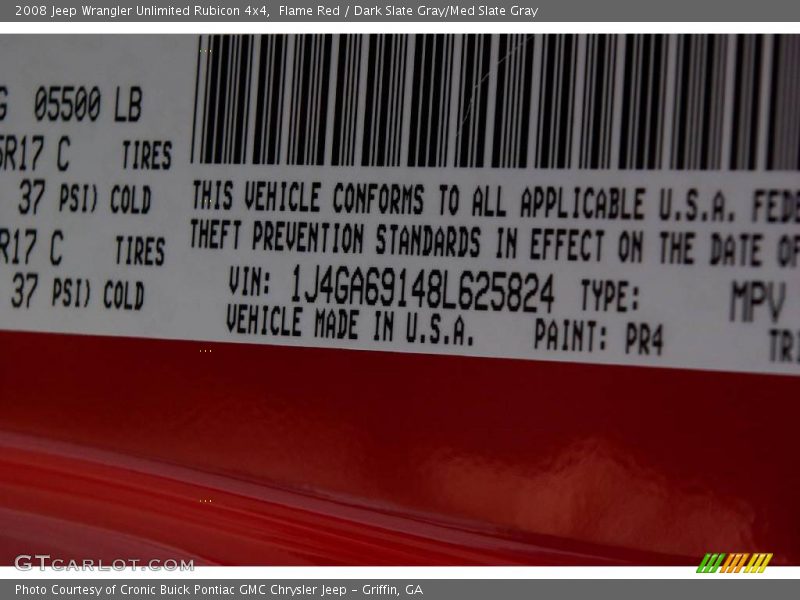 2008 Jeep Wrangler Unlimited Rubicon 4x4, Flame Red / Dark Slate Gray/Med Slate Gray
05500 LB
R17 C TIRES
37 PSI) COLD
R17 C TIRES
37 PSI) COLD
THIS VEHICLE CONFORMS TO ALL APPLICABLE U.S.A. FEDE
THEFT PREVENTION STANDARDS IN EFFECT ON THE DATE OF
VIN: 1J4GA69148L625824 TYPE: MPV
VEHICLE MADE IN U.S.A. PAINT: PR4 TRI
GTCARLOT.COM
Photo Courtesy of Cronic Buick Pontiac GMC Chrysler Jeep - Griffin, GA